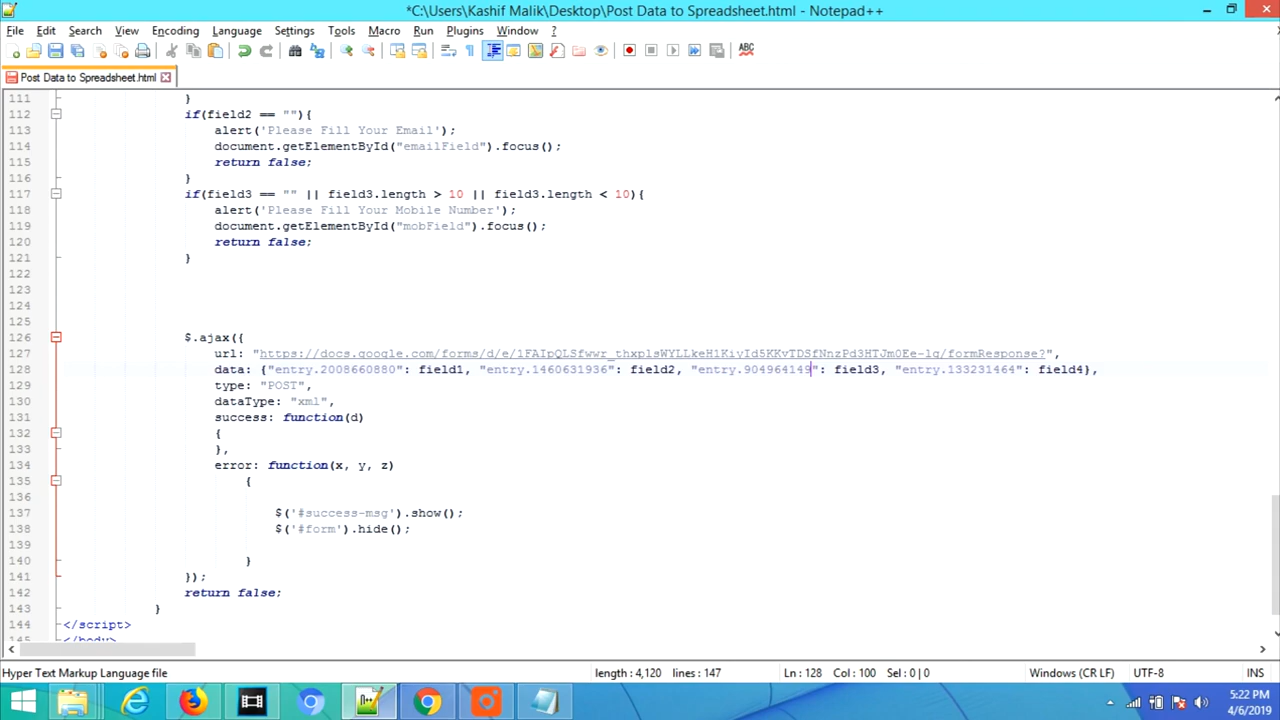 *C:\Users\Kashif Malik\Desktop\Post Data to Spreadsheet.html - Notepad++
File Edit Search View Encoding Language Settings Tools Macro Run Plugins Window ?
ABC
Post Data to Spreadsheet.html
111 }
112 if(field2 == ""){
113 alert('Please Fill Your Email');
114 document.getElementById("emailField").focus();
115 return false;
116 }
117 if(field3 == "" || field3.length > 10 || field3.length < 10){
118 alert('Please Fill Your Mobile Number');
119 document.getElementById("mobField").focus();
120 return false;
121 }
122
123
124
125
126 $.ajax({
127 url: "https://docs.google.com/forms/d/e/1FAIpQLSfwwr_thxplsWYLLkeHlKiyId5KKvTDSfNnzPd3HTJm0Ee-lg/formResponse?",
128 data: {"entry.2008660880": field1, "entry.1460631936": field2, "entry.904964149": field3, "entry.133231464": field4},
129 type: "POST",
130 dataType: "xml",
131 success: function(d)
132 {
133 },
134 error: function(x, y, z)
135 {
136
137 $('#success-msg').show();
138 $('#form').hide();
139
140 }
141 });
142 return false;
143 }
144 </script>
145 </body>
Hyper Text Markup Language file length : 4,120 lines : 147 Ln : 128 Col : 100 Sel : 0 | 0 Windows (CR LF) UTF-8 INS
5:22 PM
4/6/2019